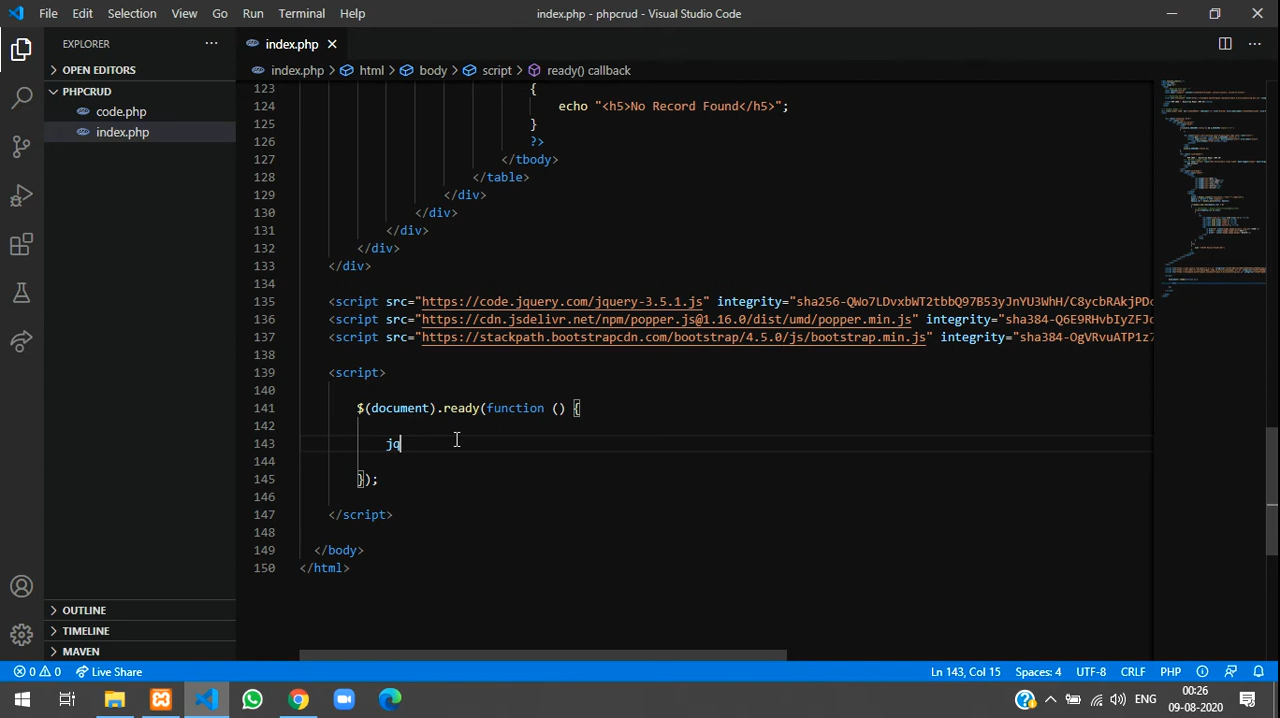 File Edit Selection View Go Run Terminal Help
index.php - phpcrud - Visual Studio Code
EXPLORER
OPEN EDITORS
PHPCRUD
code.php
index.php
OUTLINE
TIMELINE
MAVEN
index.php
index.php > html > body > script > ready() callback
123 {
124 echo "<h5>No Record Found</h5>";
125 }
126 ?>
127 </tbody>
128 </table>
129 </div>
130 </div>
131 </div>
132 </div>
133 </div>
134
135 <script src="https://code.jquery.com/jquery-3.5.1.js" integrity="sha256-QWo7LDvxbWT2tbbQ97B53yJnYU3WhH/C8ycbRAkjPDc
136 <script src="https://cdn.jsdelivr.net/npm/popper.js@1.16.0/dist/umd/popper.min.js" integrity="sha384-Q6E9RHvbIyZFJo
137 <script src="https://stackpath.bootstrapcdn.com/bootstrap/4.5.0/js/bootstrap.min.js" integrity="sha384-OgVRvuATP1z7
138
139 <script>
140
141 $(document).ready(function () {
142
143 jq
144
145 });
146
147 </script>
148
149 </body>
150 </html>
0 0 Live Share
Ln 143, Col 15 Spaces: 4 UTF-8 CRLF PHP
ENG
00:26
09-08-2020